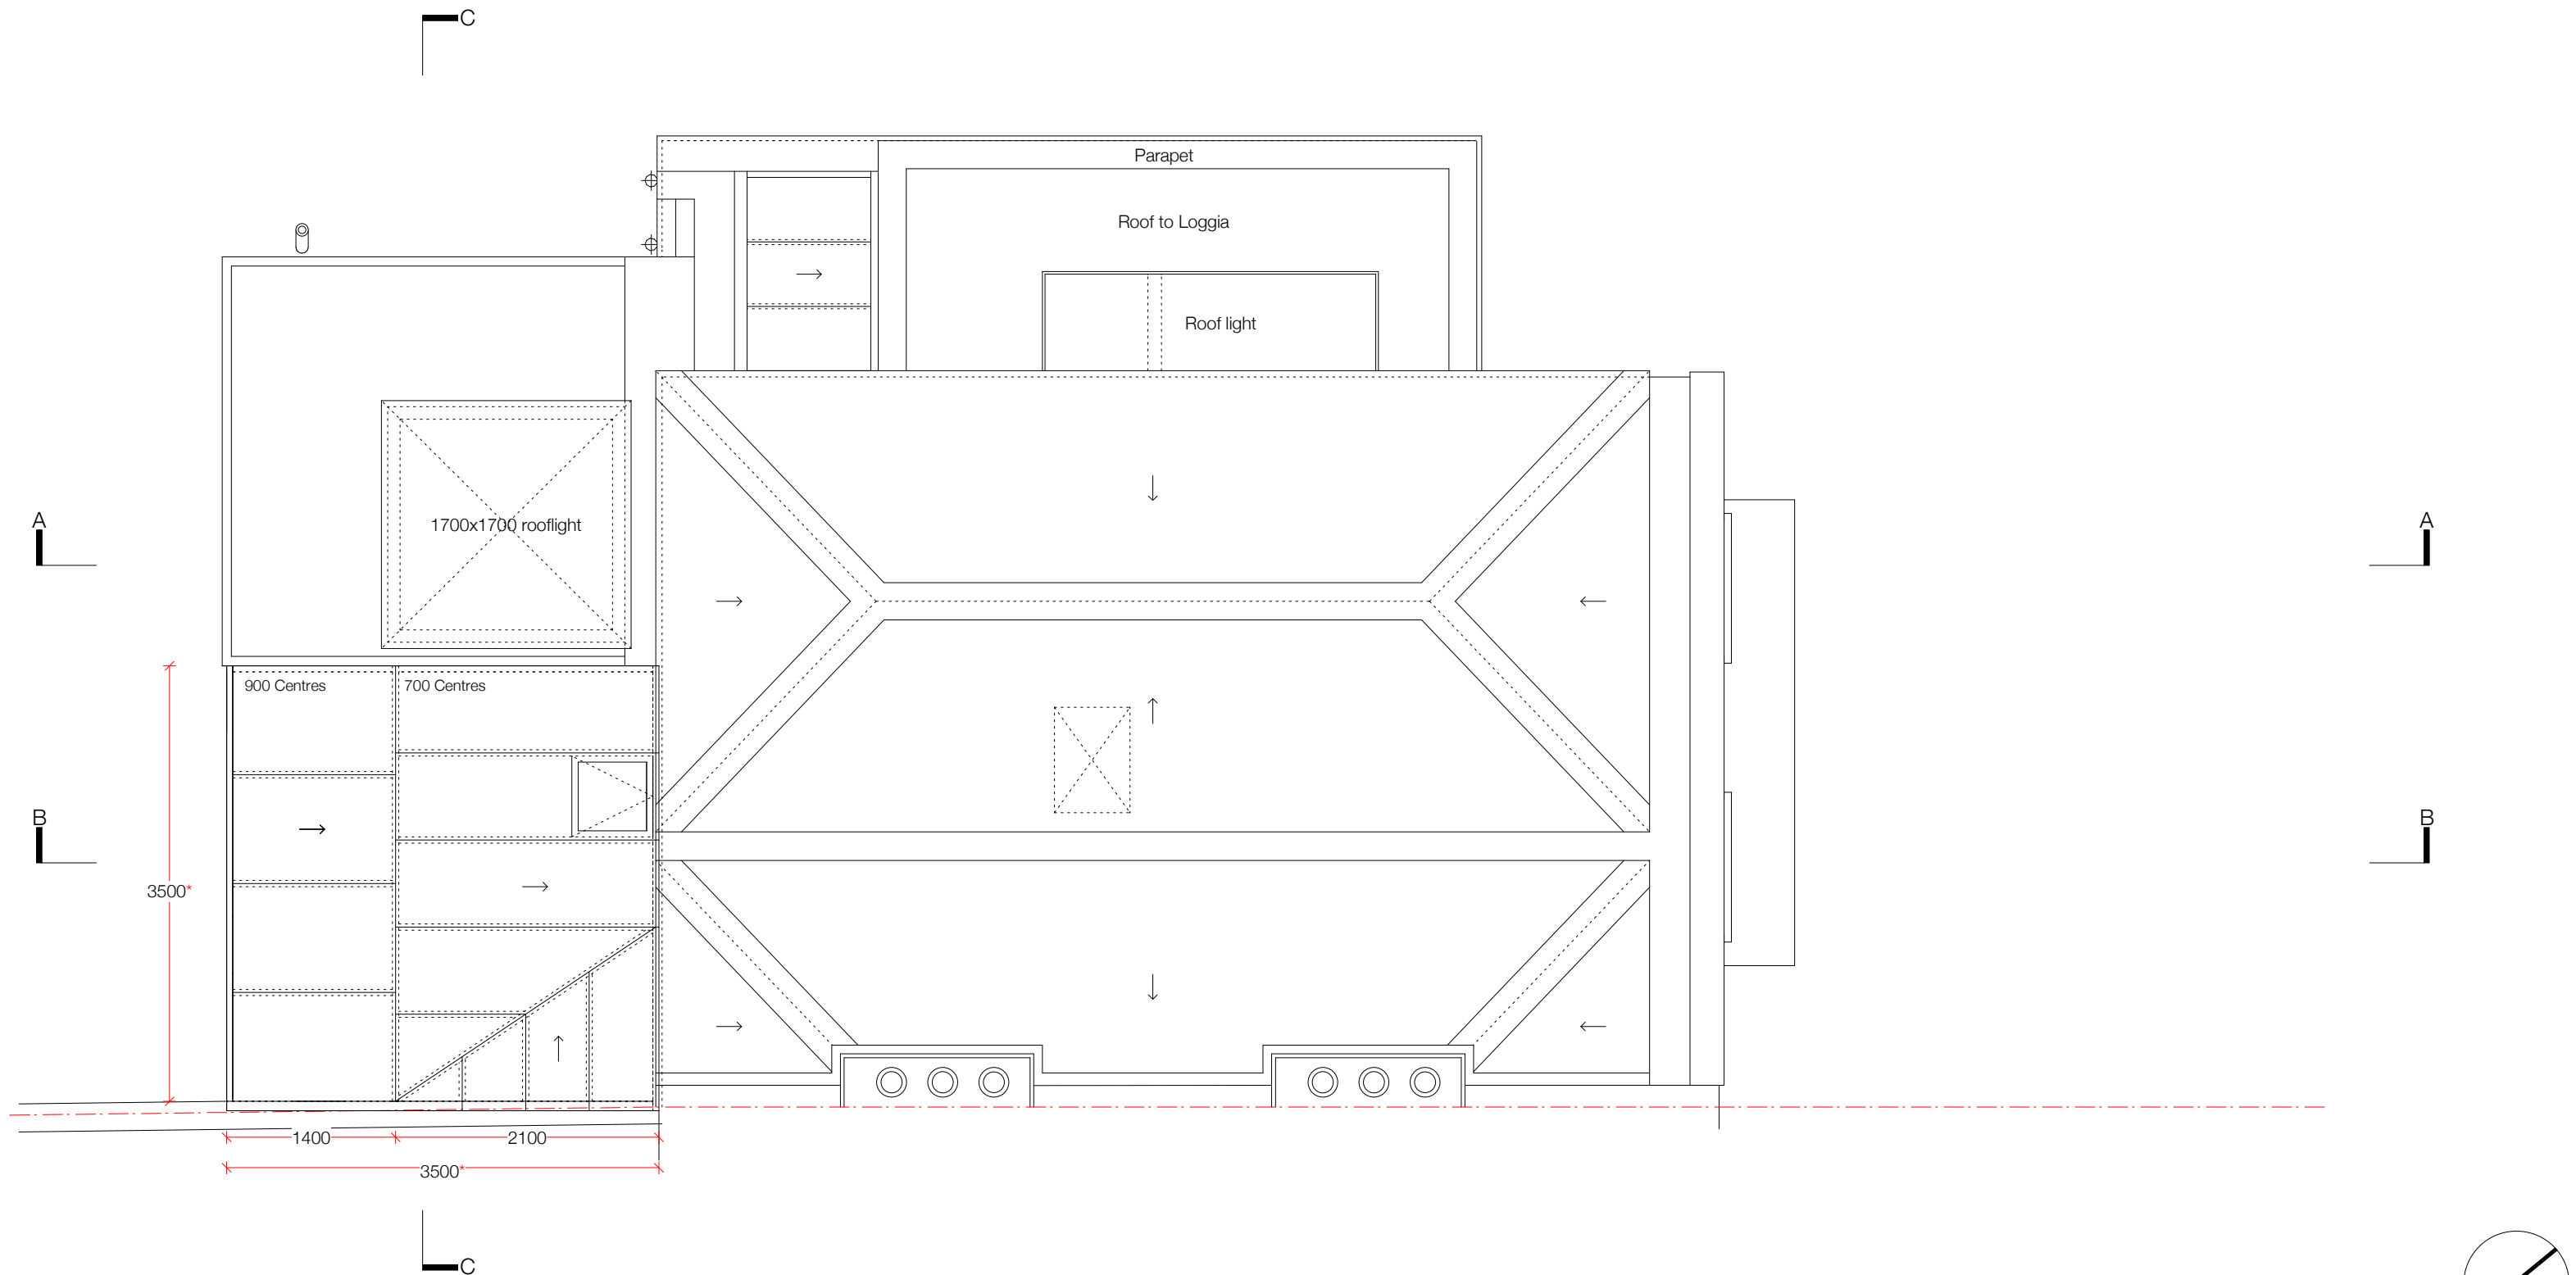 C
Parapet
Roof to Loggia
Roof light
A
1700x1700 rooflight
A
900 Centres
700 Centres
B
B
3500*
1400
2100
3500*
C